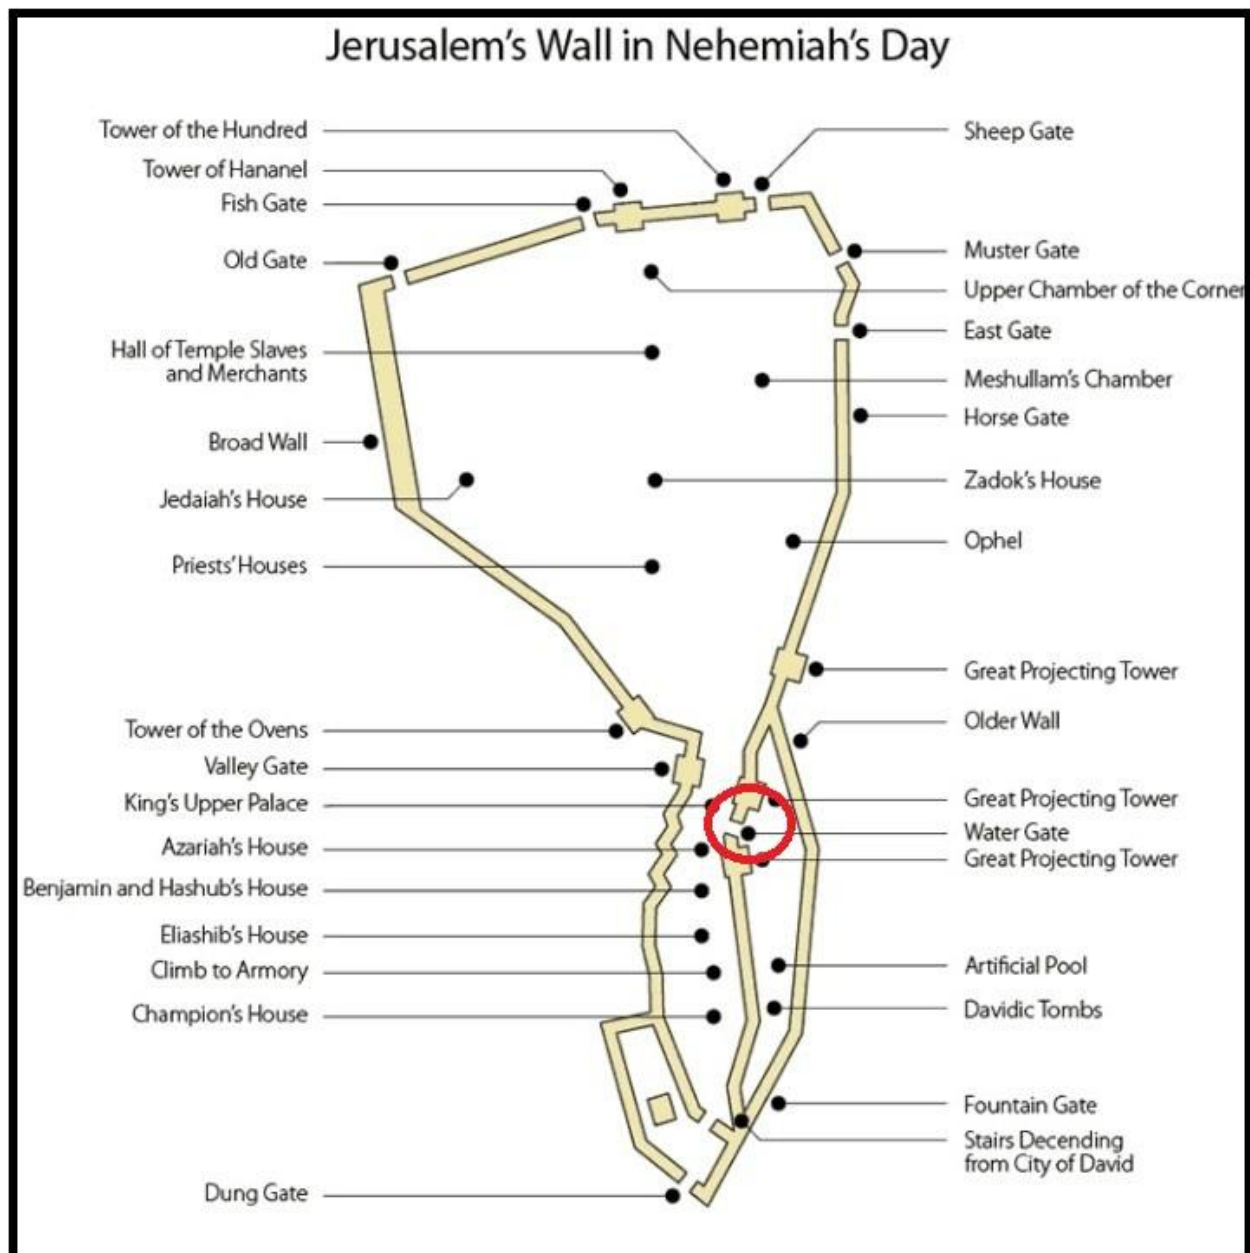 Jerusalem's Wall in Nehemiah's Day
Tower of the Hundred
Tower of Hananel
Fish Gate
Old Gate
Hall of Temple Slaves
and Merchants
Broad Wall
Jedaiah's House
Priests' Houses
Tower of the Ovens
Valley Gate
King's Upper Palace
Azariah's House
Benjamin and Hashub's House
Eliashib's House
Climb to Armory
Champion's House
Dung Gate
Sheep Gate
Muster Gate
Upper Chamber of the Corner
East Gate
Meshullam's Chamber
Horse Gate
Zadok's House
Ophel
Great Projecting Tower
Older Wall
Great Projecting Tower
Water Gate
Great Projecting Tower
Artificial Pool
Davidic Tombs
Fountain Gate
Stairs Decending
from City of David